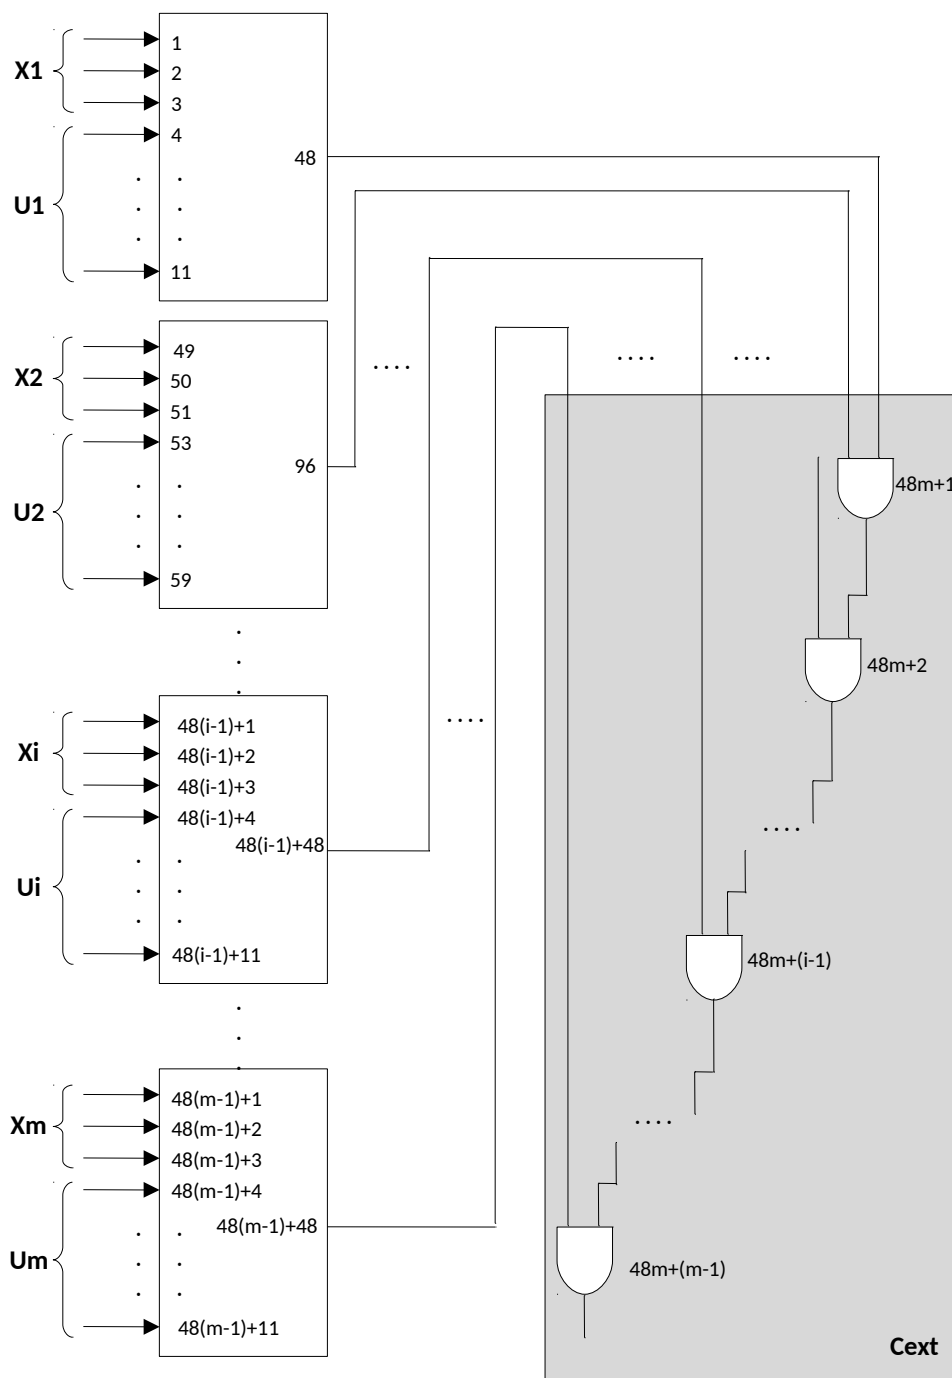 X1
1
2
3
U1
4
.
.
.
11
48
X2
49
50
51
U2
53
.
.
.
59
96
....
....
....
48m+1
48m+2
....
.
.
.
Xi
48(i-1)+1
48(i-1)+2
48(i-1)+3
Ui
48(i-1)+4
48(i-1)+48
.
.
.
48(i-1)+11
....
48m+(i-1)
....
.
.
.
Xm
48(m-1)+1
48(m-1)+2
48(m-1)+3
Um
48(m-1)+4
48(m-1)+48
.
.
.
48(m-1)+11
48m+(m-1)
Cext